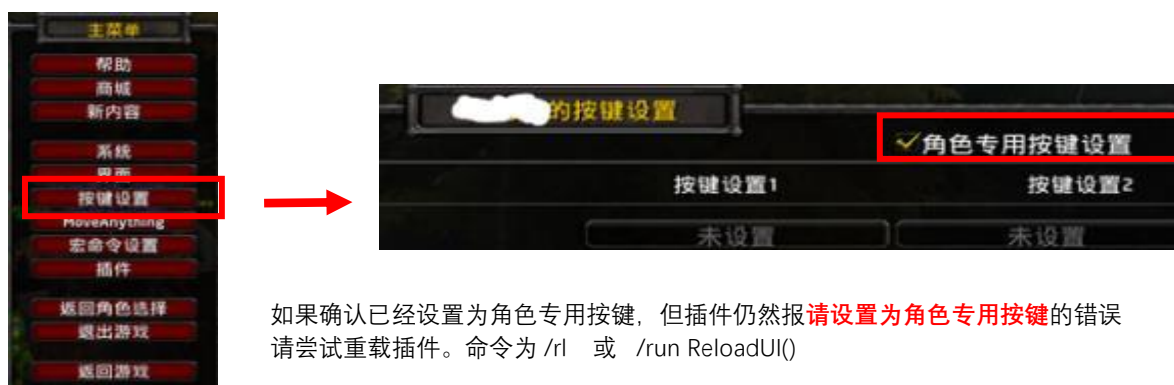 主菜单
帮助
商城
新内容
系统
界面
按键设置
MoveAnything
宏命令设置
插件
返回角色选择
退出游戏
返回游戏
的按键设置
角色专用按键设置
按键设置1 按键设置2
未设置 未设置
如果确认已经设置为角色专用按键，但插件仍然报请设置为角色专用按键的错误
请尝试重载插件。命令为 /rl 或 /run ReloadUI()